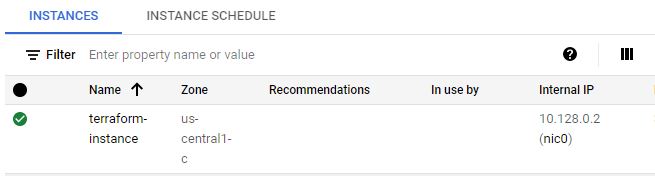 INSTANCES INSTANCE SCHEDULE
Filter Enter property name or value
Name Zone Recommendations In use by Internal IP
terraform- us- 10.128.0.2
instance central1- (nic0)
c